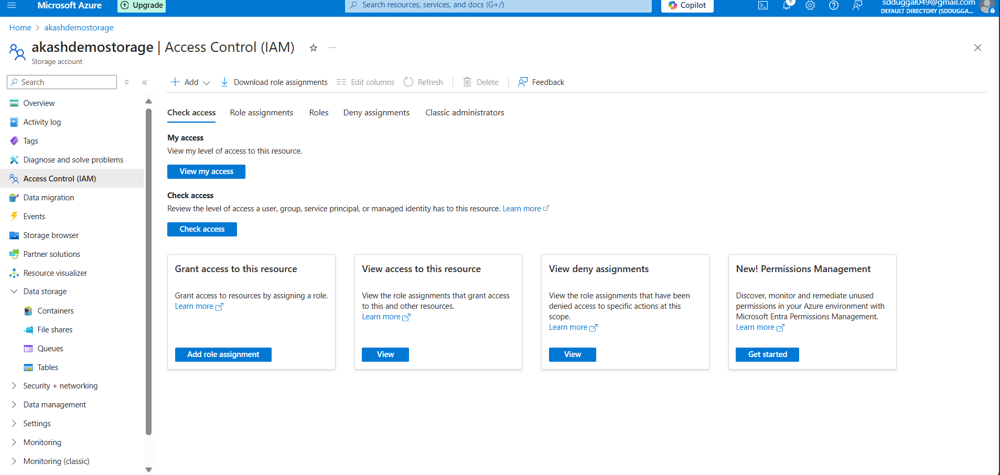 Microsoft Azure
Upgrade
Search resources, services, and docs (G+/)
Copilot
6
sdduggal049@gmail.com
DEFAULT DIRECTORY (SDDUGGA...
Home > akashdemostorage
akashdemostorage | Access Control (IAM)
Storage account
Search
Add
Download role assignments
Edit columns
Refresh
Delete
Feedback
Overview
Activity log
Tags
Diagnose and solve problems
Access Control (IAM)
Data migration
Events
Storage browser
Partner solutions
Resource visualizer
Data storage
Containers
File shares
Queues
Tables
Security + networking
Data management
Settings
Monitoring
Monitoring (classic)
Check access
Role assignments
Roles
Deny assignments
Classic administrators
My access
View my level of access to this resource.
View my access
Check access
Review the level of access a user, group, service principal, or managed identity has to this resource. Learn more
Check access
Grant access to this resource
Grant access to resources by assigning a role.
Learn more
Add role assignment
View access to this resource
View the role assignments that grant access
to this and other resources.
Learn more
View
View deny assignments
View the role assignments that have been
denied access to specific actions at this
scope.
Learn more
View
New! Permissions Management
Discover, monitor and remediate unused
permissions in your Azure environment with
Microsoft Entra Permissions Management.
Learn more
Get started